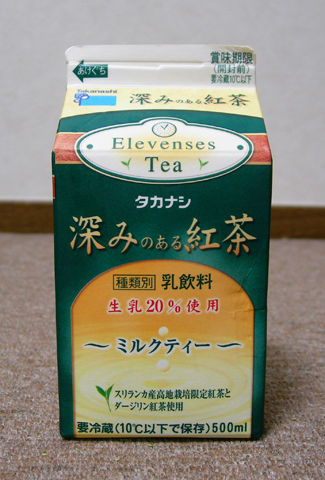 あけぐち
賞味期限
(開封前)
要冷蔵10℃以下
Takanashi
深みのある紅茶
Elevenses
Tea
タカナシ
深みのある紅茶
種類別 乳飲料
生乳20%使用
〜ミルクティー〜
スリランカ産高地栽培限定紅茶と
ダージリン紅茶使用
要冷蔵(10℃以下で保存)500ml